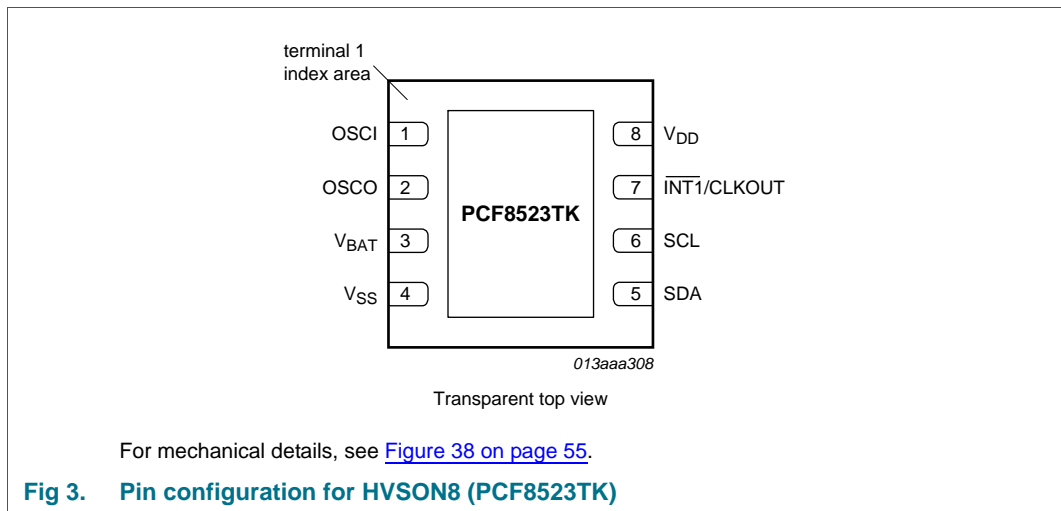 terminal 1
index area
OSCI 1
8 VDD
OSCO 2
7 INT1/CLKOUT
PCF8523TK
VBAT 3
6 SCL
VSS 4
5 SDA
013aaa308
Transparent top view
For mechanical details, see Figure 38 on page 55.
Fig 3. Pin configuration for HVSON8 (PCF8523TK)